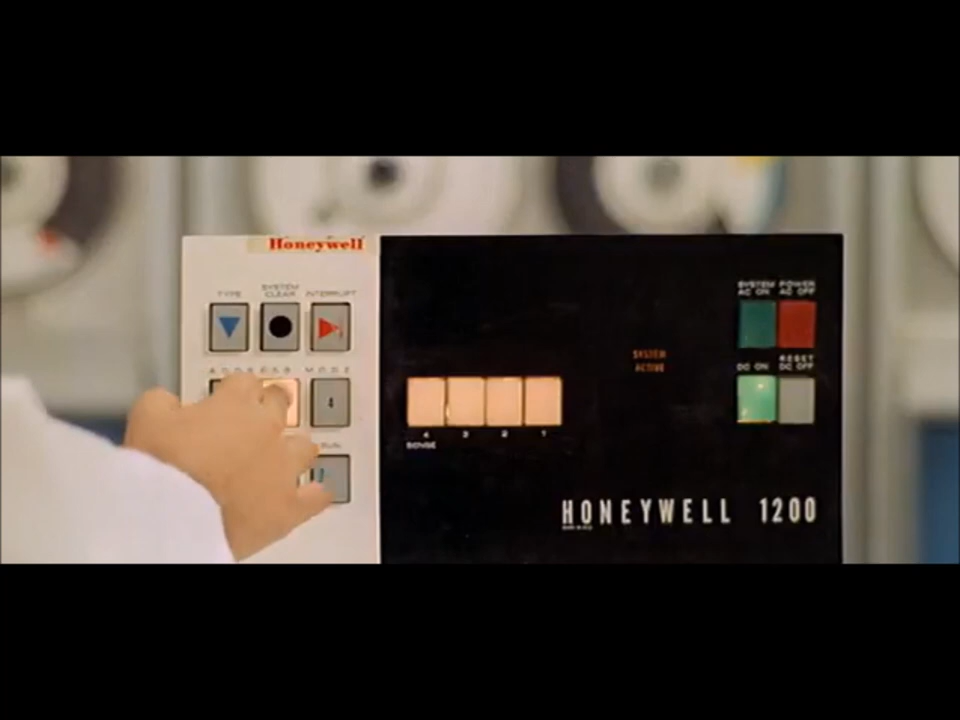 Honeywell
TYPE
SYSTEM CLEAR
INTERRUPT
ADDRESS
MODE
4
RUN
4 3 2 1
SENSE
SYSTEM
ACTIVE
SYSTEM POWER
AC ON AC OFF
RESET
DC ON DC OFF
HONEYWELL 1200